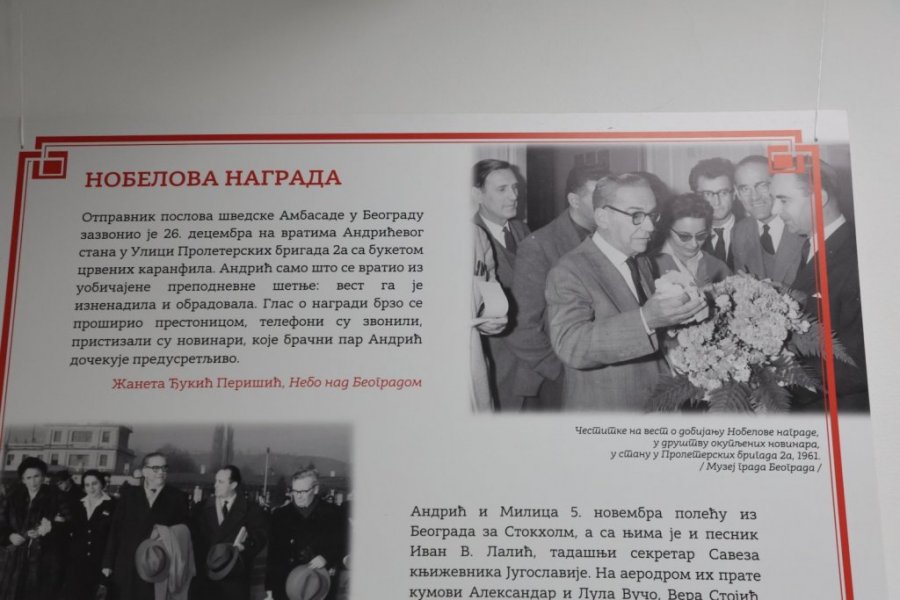 НОБЕЛОВА НАГРАДА
Отправник послова шведске Амбасаде у Београду
зазвонио је 26. децембра на вратима Андрићевог
стана у Улици Пролетерских бригада 2а са букетом
црвених каранфила. Андрић само што се вратио из
уобичајене преподневне шетње: вест га је
изненадила и обрадовала. Глас о награди брзо се
проширио престоницом, телефони су звонили,
пристизали су новинари, које брачни пар Андрић
дочекује предусретљиво.
Жанета Ђукић Перишић, Небо над Београдом
Честитке на вест о добијању Нобелове награде,
у друштву окупљених новинара,
у стану у Пролетерских бригада 2а, 1961.
/ Музеј града Београда /
Андрић и Милица 5. новембра полећу из
Београда за Стокхолм, а са њима је и песник
Иван В. Лалић, тадашњи секретар Савеза
књижевника Југославије. На аеродром их прате
кумови Александар и Лула Вучо, Вера Стојић